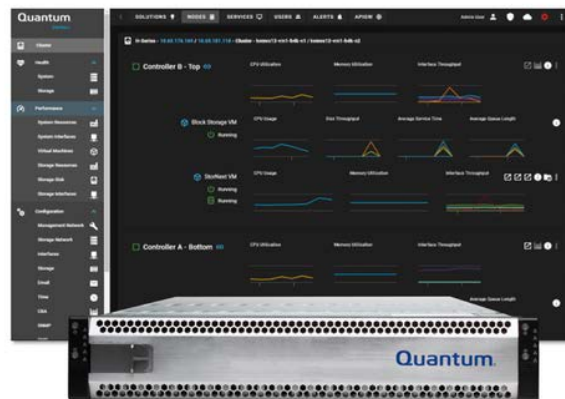 Quantum
SOLUTIONS
NODES
SERVICES
USERS
ALERTS
Admin User
Cluster
Health
System
Storage
Performance
System Resources
System Interfaces
Virtual Machines
Storage Resources
Storage Disk
Storage Interfaces
Configuration
Management Network
Storage Network
Interfaces
Storage
Email
Time
Controller B - Top
CPU Utilization
Memory Utilization
Interface Throughput
Block Storage VM
Running
CPU Usage
Disk Throughput
Average Service Time
Average Queue Length
StorNext VM
Running
Running
CPU Usage
Memory Utilization
Interface Throughput
Controller A - Bottom
CPU Utilization
Memory Utilization
Interface Throughput
Average Queue Length
Quantum